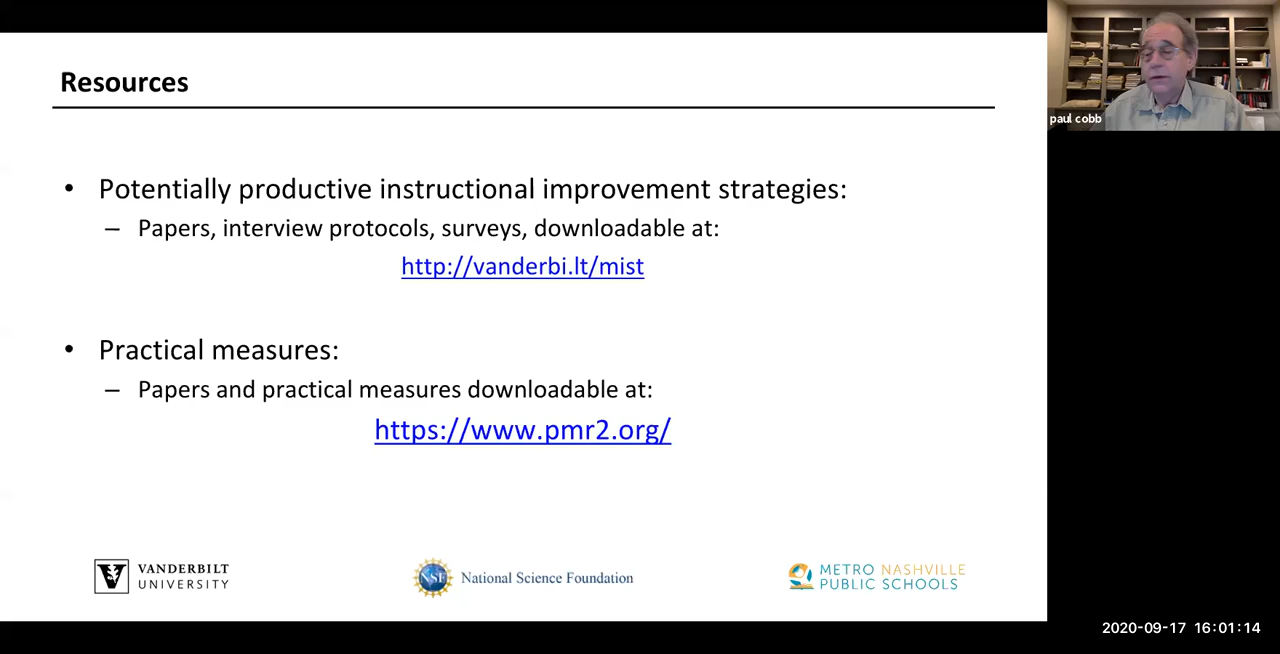 Resources
• Potentially productive instructional improvement strategies:
– Papers, interview protocols, surveys, downloadable at:
http://vanderbi.lt/mist
• Practical measures:
– Papers and practical measures downloadable at:
https://www.pmr2.org/
V VANDERBILT
UNIVERSITY
NSF National Science Foundation
METRO NASHVILLE
PUBLIC SCHOOLS
paul cobb
2020-09-17 16:01:14